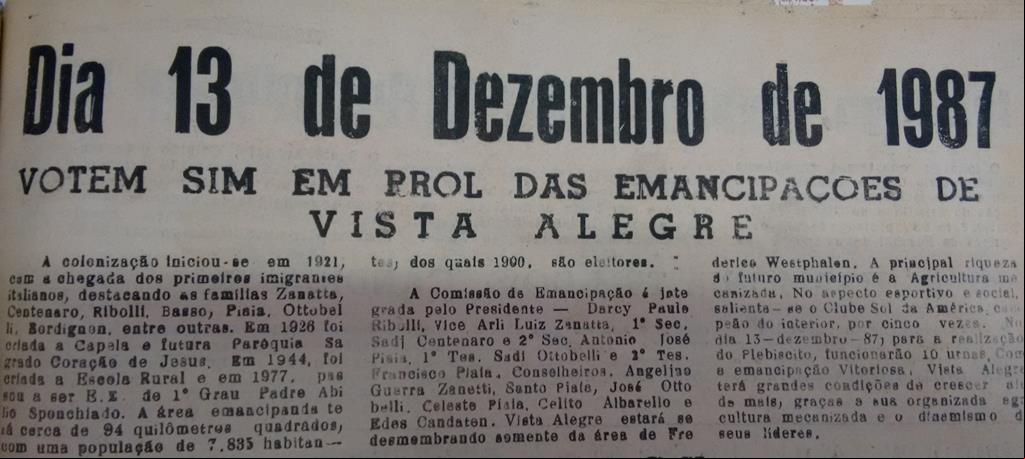 Dia 13 de Dezembro de 1987
VOTEM SIM EM PROL DAS EMANCIPAÇOES DE
VISTA ALEGRE
A colonização iniciou-se em 1921,
com a chegada dos primeiros imigrantes
italianos, destacando as famílias Zanatta,
Centenaro, Ribolli, Basso, Piaia, Ottobel
li, Bordignon, entre outras. Em 1926 foi
criada a Capela e futura Paróquia Sa
grado Coração de Jesus. Em 1944, foi
criada a Escola Rural e em 1977, pas
sou a ser E.E. de 1º Grau Padre Abi
lio Sponchiado. A área emancipanda te
rá cerca de 94 quilômetros quadrados,
com uma população de 7.835 habitan—
tes, dos quais 1900, são eleitores.
A Comissão de Emancipação é inte
grada pelo Presidente — Darcy Paulo
Ribolli, Vice Arli Luiz Zanatta, 1º Sec.
Sadi Centenaro e 2º Sec. Antonio José
Piaia, 1º Tes. Sadi Ottobelli e 2º Tes.
Francisco Piaia. Conselheiros. Angelino
Guerra Zanetti, Santo Piaia, José Otto
belli. Celeste Piaia, Celito Albarello e
Edes Candaten. Vista Alegre estará se
desmembrando somente da área de Fre
derico Westphalen. A principal riqueza
do futuro município é a Agricultura me
canizada. No aspecto esportivo e social,
salienta-se o Clube Sol da América, cam
peão do interior, por cinco vezes. No
dia 13-dezembro-87; para a realização
do Plebiscito, funcionarão 10 urnas. Com
a emancipação Vitoriosa. Vista Alegre
terá grandes condições de crescer
da mais, graças a sua organizada
cultura mecanizada e o dinamismo d
seus líderes.